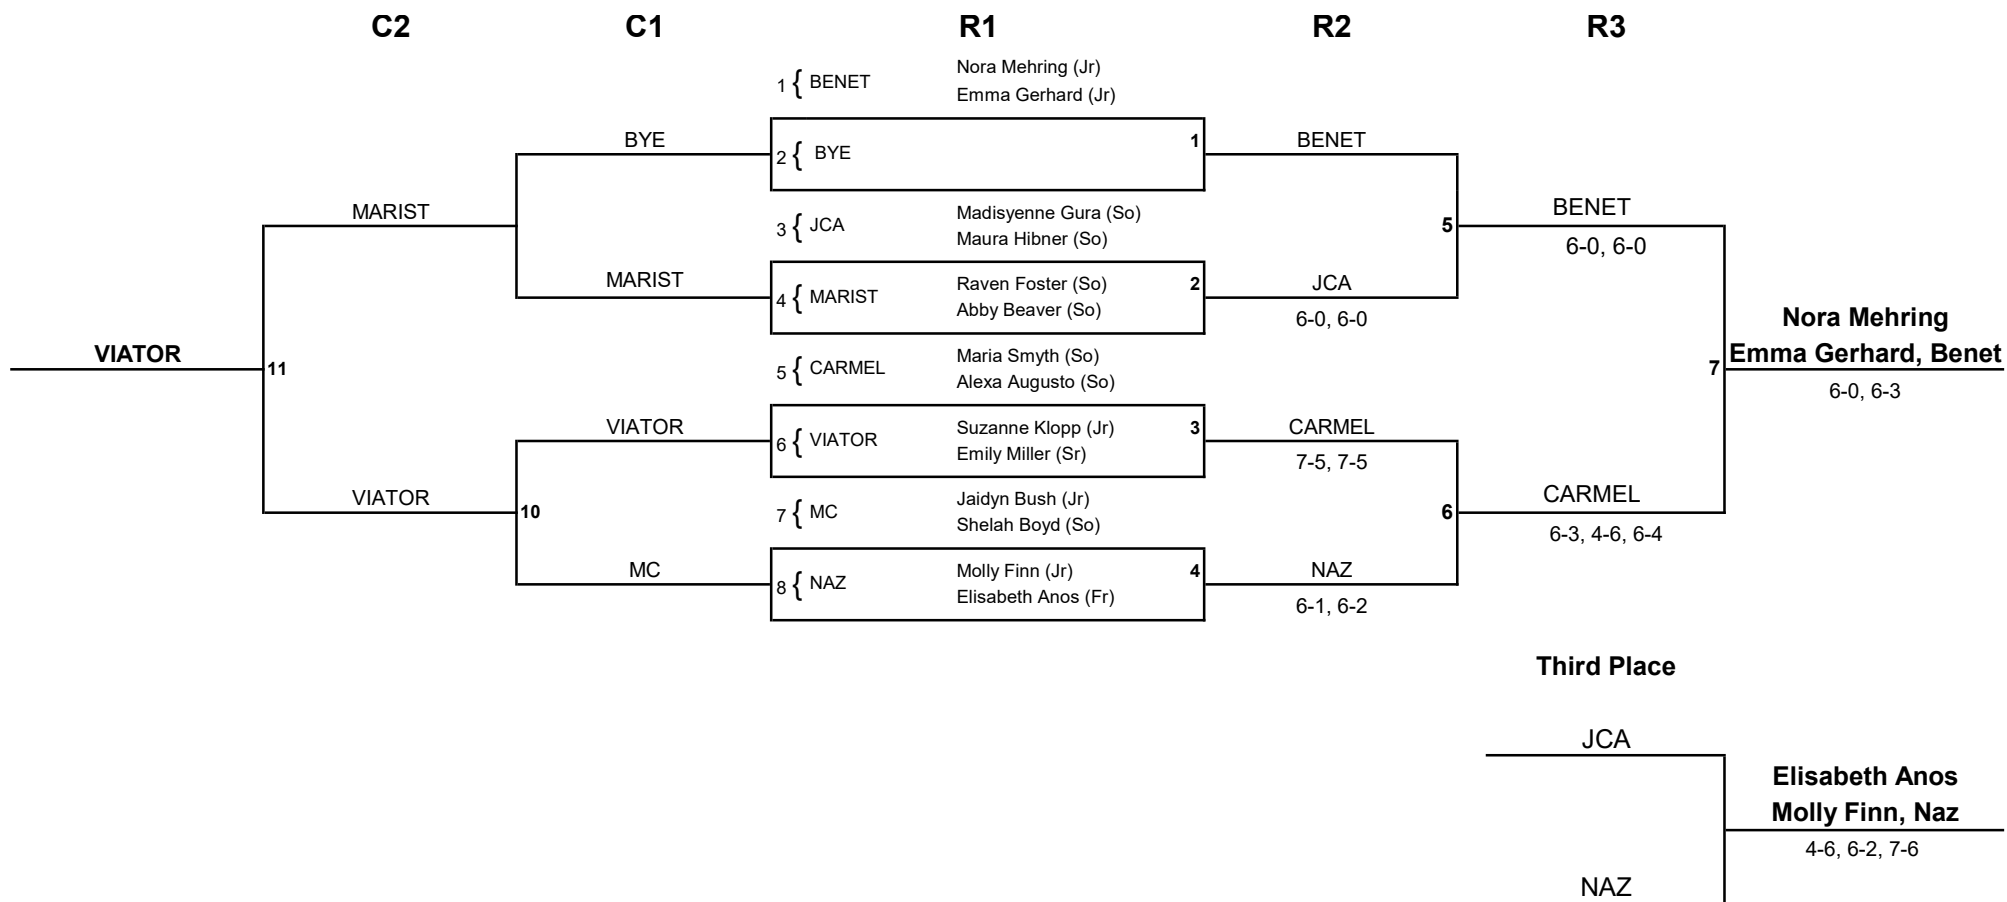 C2 C1 R1 R2 R3
1 { BENET Nora Mehring (Jr)
Emma Gerhard (Jr)
BYE 2 { BYE 1 BENET
MARIST 3 { JCA Madisyenne Gura (So) 5 BENET
Maura Hibner (So) 6-0, 6-0
MARIST 4 { MARIST Raven Foster (So) 2 JCA
Abby Beaver (So) 6-0, 6-0
Nora Mehring
VIATOR 11 5 { CARMEL Maria Smyth (So) 7 Emma Gerhard, Benet
Alexa Augusto (So) 6-0, 6-3
VIATOR 6 { VIATOR Suzanne Klopp (Jr) 3 CARMEL
Emily Miller (Sr) 7-5, 7-5
VIATOR 10 7 { MC Jaidyn Bush (Jr) 6 CARMEL
Shelah Boyd (So) 6-3, 4-6, 6-4
MC 8 { NAZ Molly Finn (Jr) 4 NAZ
Elisabeth Anos (Fr) 6-1, 6-2
Third Place
JCA
Elisabeth Anos
Molly Finn, Naz
4-6, 6-2, 7-6
NAZ